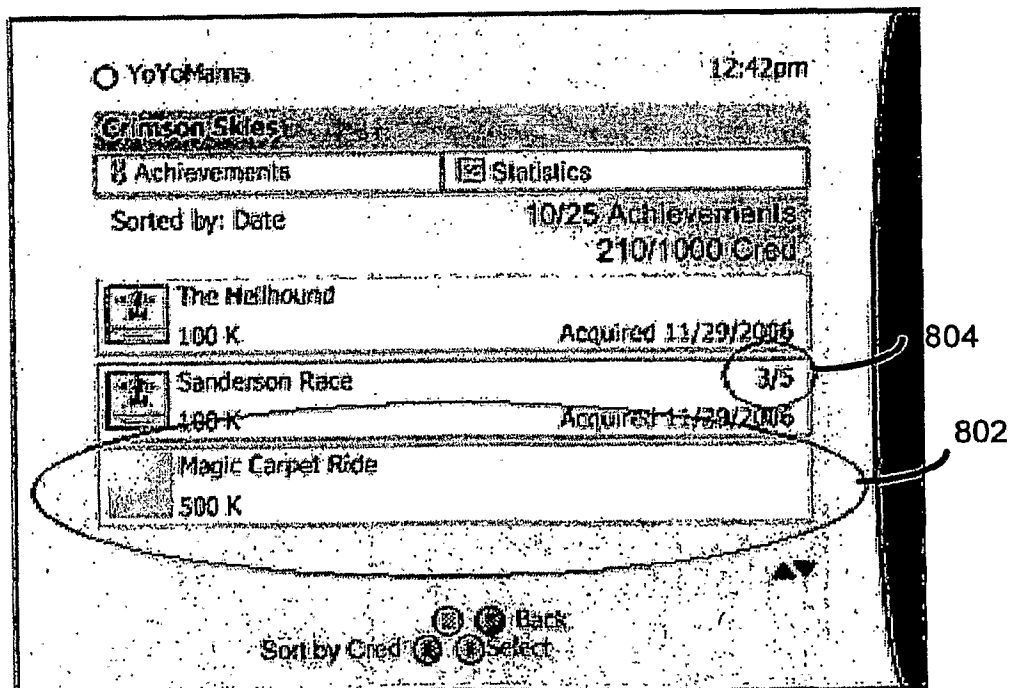 YoYoMama 12:42pm
Crimson Skies
Achievements Statistics
Sorted by: Date 10/25 Achievements
210/1000 Cred
The Hellhound
100 K Acquired 11/29/2006
804
Sanderson Race 3/5
100 K Acquired 11/29/2006
802
Magic Carpet Ride
500 K
Back
Sort by Cred Select